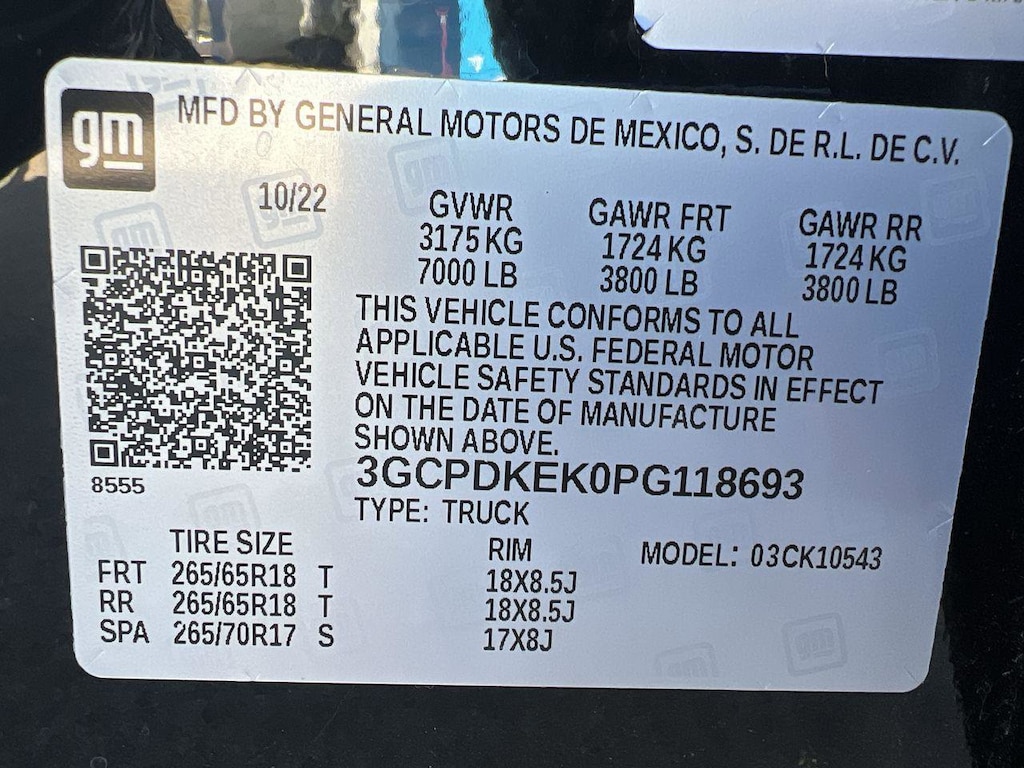 gm
MFD BY GENERAL MOTORS DE MEXICO, S. DE R.L. DE C.V.
10/22
GVWR GAWR FRT GAWR RR
3175 KG 1724 KG 1724 KG
7000 LB 3800 LB 3800 LB
THIS VEHICLE CONFORMS TO ALL
APPLICABLE U.S. FEDERAL MOTOR
VEHICLE SAFETY STANDARDS IN EFFECT
ON THE DATE OF MANUFACTURE
SHOWN ABOVE.
3GCPDKEK0PG118693
8555
TYPE: TRUCK
TIRE SIZE RIM MODEL: 03CK10543
FRT 265/65R18 T 18X8.5J
RR 265/65R18 T 18X8.5J
SPA 265/70R17 S 17X8J